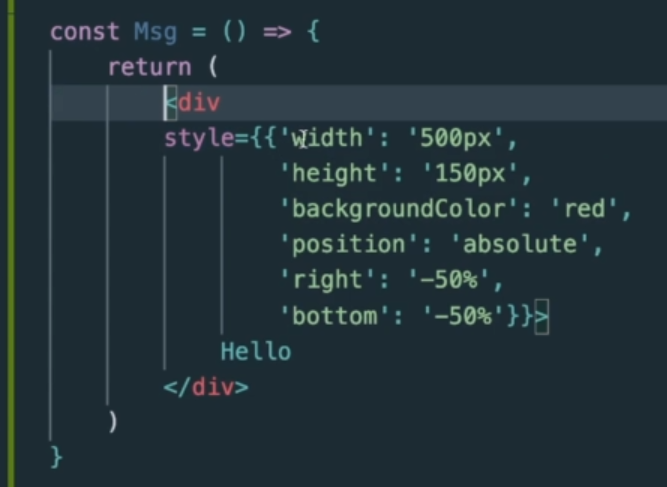 const Msg = () => {
return (
<div
style={{'width': '500px',
'height': '150px',
'backgroundColor': 'red',
'position': 'absolute',
'right': '-50%',
'bottom': '-50%'}}>
Hello
</div>
)
}